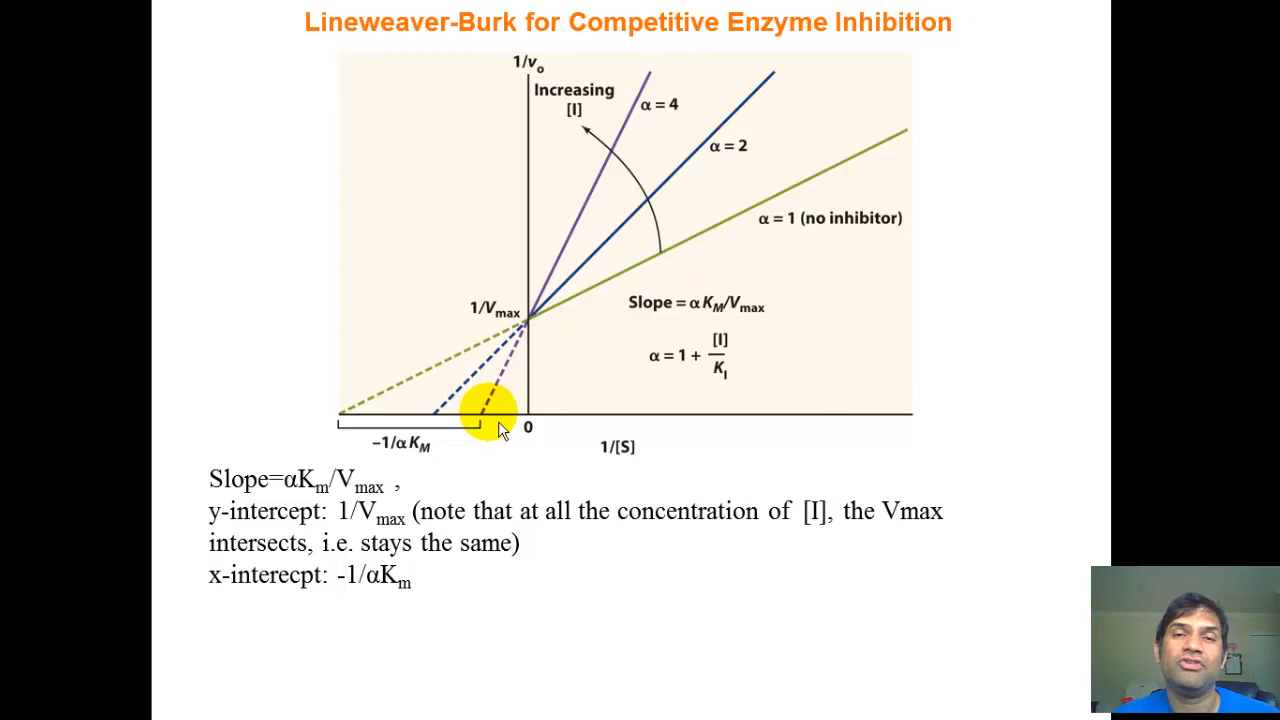 Lineweaver-Burk for Competitive Enzyme Inhibition
1/vo
Increasing
[I]
α = 4
α = 2
α = 1 (no inhibitor)
1/Vmax
Slope = α KM/Vmax
α = 1 + [I]/KI
0
–1/α KM
1/[S]
Slope=αKm/Vmax ,
y-intercept: 1/Vmax (note that at all the concentration of [I], the Vmax
intersects, i.e. stays the same)
x-interecpt: -1/αKm